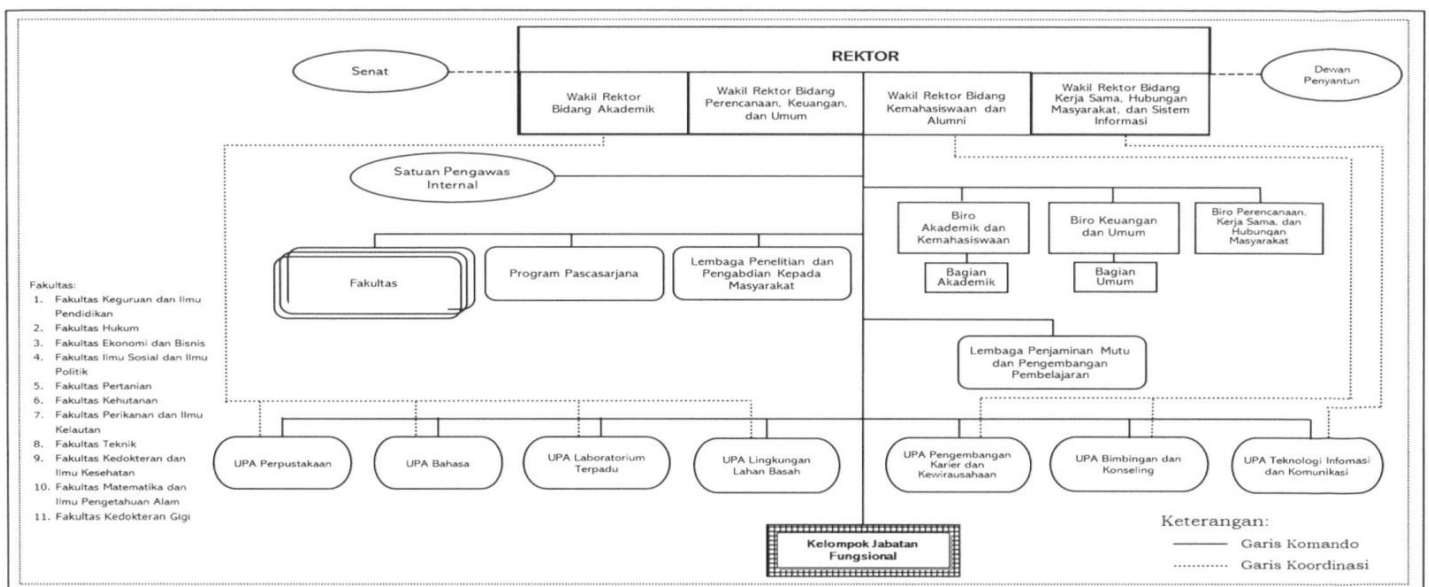 REKTOR
Senat
Dewan
Penyantun
Wakil Rektor
Bidang Akademik
Wakil Rektor Bidang
Perencanaan, Keuangan,
dan Umum
Wakil Rektor Bidang
Kemahasiswaan dan
Alumni
Wakil Rektor Bidang
Kerja Sama, Hubungan
Masyarakat, dan Sistem
Informasi
Satuan Pengawas
Internal
Biro
Akademik dan
Kemahasiswaan
Biro Keuangan
dan Umum
Biro Perencanaan,
Kerja Sama, dan
Hubungan
Masyarakat
Bagian
Akademik
Bagian
Umum
Fakultas
Program Pascasarjana
Lembaga Penelitian dan
Pengabdian Kepada
Masyarakat
Fakultas:
1. Fakultas Keguruan dan Ilmu
Pendidikan
2. Fakultas Hukum
3. Fakultas Ekonomi dan Bisnis
4. Fakultas Ilmu Sosial dan Ilmu
Politik
5. Fakultas Pertanian
6. Fakultas Kehutanan
7. Fakultas Perikanan dan Ilmu
Kelautan
8. Fakultas Teknik
9. Fakultas Kedokteran dan
Ilmu Kesehatan
10. Fakultas Matematika dan
Ilmu Pengetahuan Alam
11. Fakultas Kedokteran Gigi
Lembaga Penjaminan Mutu
dan Pengembangan
Pembelajaran
UPA Perpustakaan
UPA Bahasa
UPA Laboratorium
Terpadu
UPA Lingkungan
Lahan Basah
UPA Pengembangan
Karier dan
Kewirausahaan
UPA Bimbingan dan
Konseling
UPA Teknologi Infomasi
dan Komunikasi
Kelompok Jabatan
Fungsional
Keterangan:
Garis Komando
Garis Koordinasi